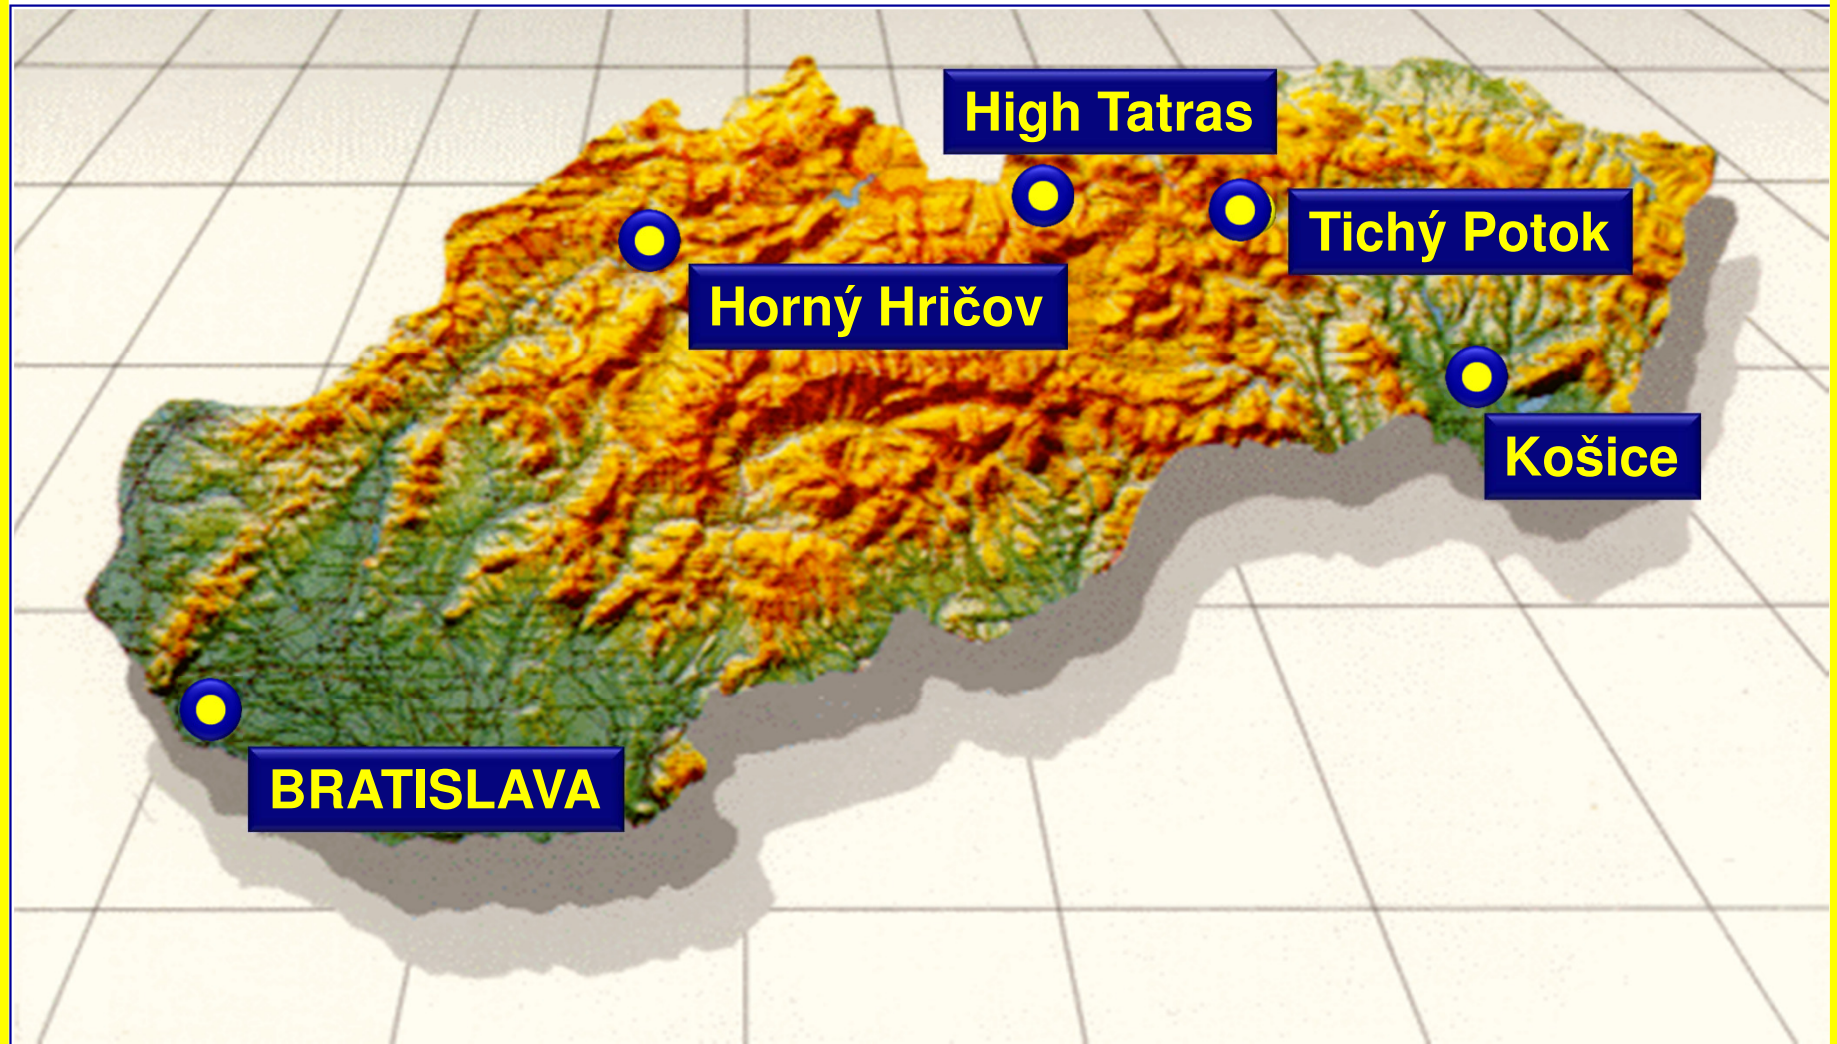 High Tatras
Tichý Potok
Horný Hričov
Košice
BRATISLAVA